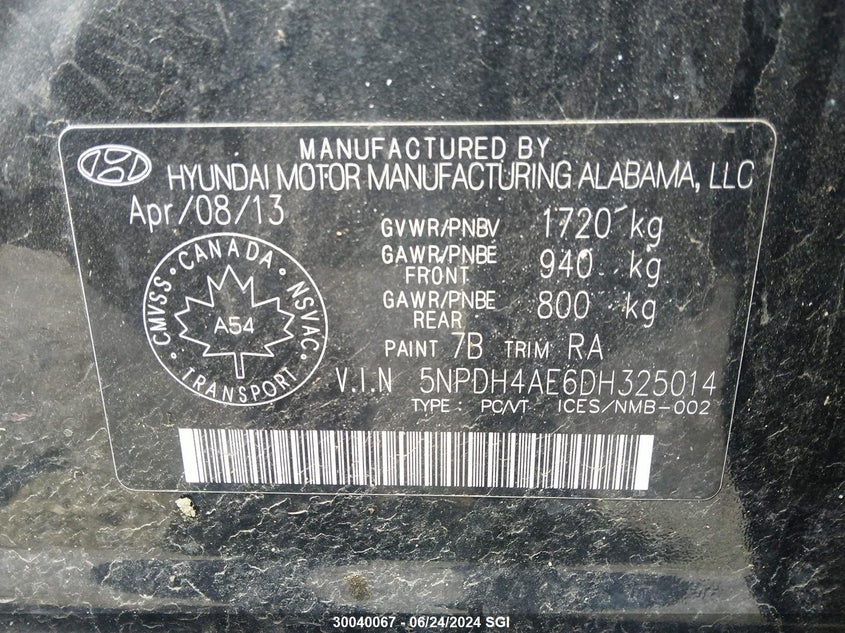 MANUFACTURED BY
HYUNDAI MOTOR MANUFACTURING ALABAMA, LLC
Apr/08/13
GVWR/PNBV 1720 kg
GAWR/PNBE FRONT 940 kg
GAWR/PNBE REAR 800 kg
CMVSS · CANADA · NSVAC · TRANSPORT
A54
PAINT 7B TRIM RA
V.I.N 5NPDH4AE6DH325014
TYPE: PC/VT ICES/NMB-002
30040067 - 06/24/2024 SGI